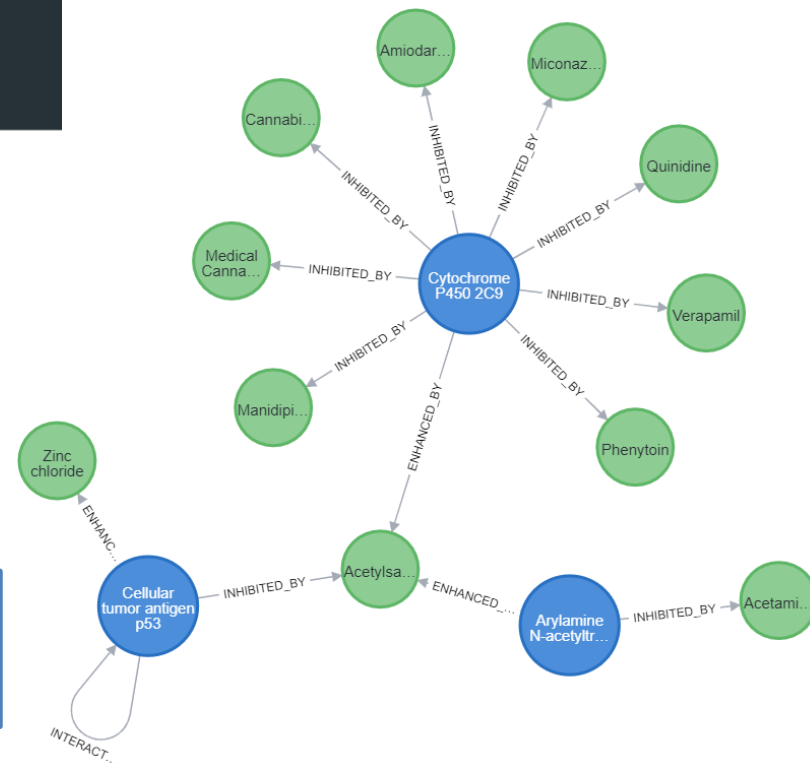 Amiodar...
Miconaz...
Cannabi...
INHIBITED_BY
INHIBITED_BY
INHIBITED_BY
Quinidine
INHIBITED_BY
Medical
Canna...
INHIBITED_BY
Cytochrome
P450 2C9
INHIBITED_BY
Verapamil
INHIBITED_BY
INHIBITED_BY
Manidipi...
ENHANCED_BY
Phenytoin
Zinc
chloride
ENHANC...
Acetylsa...
Cellular
tumor antigen
p53
INHIBITED_BY
ENHANCED_...
Arylamine
N-acetyltr...
INHIBITED_BY
Acetami...
INTERACT...